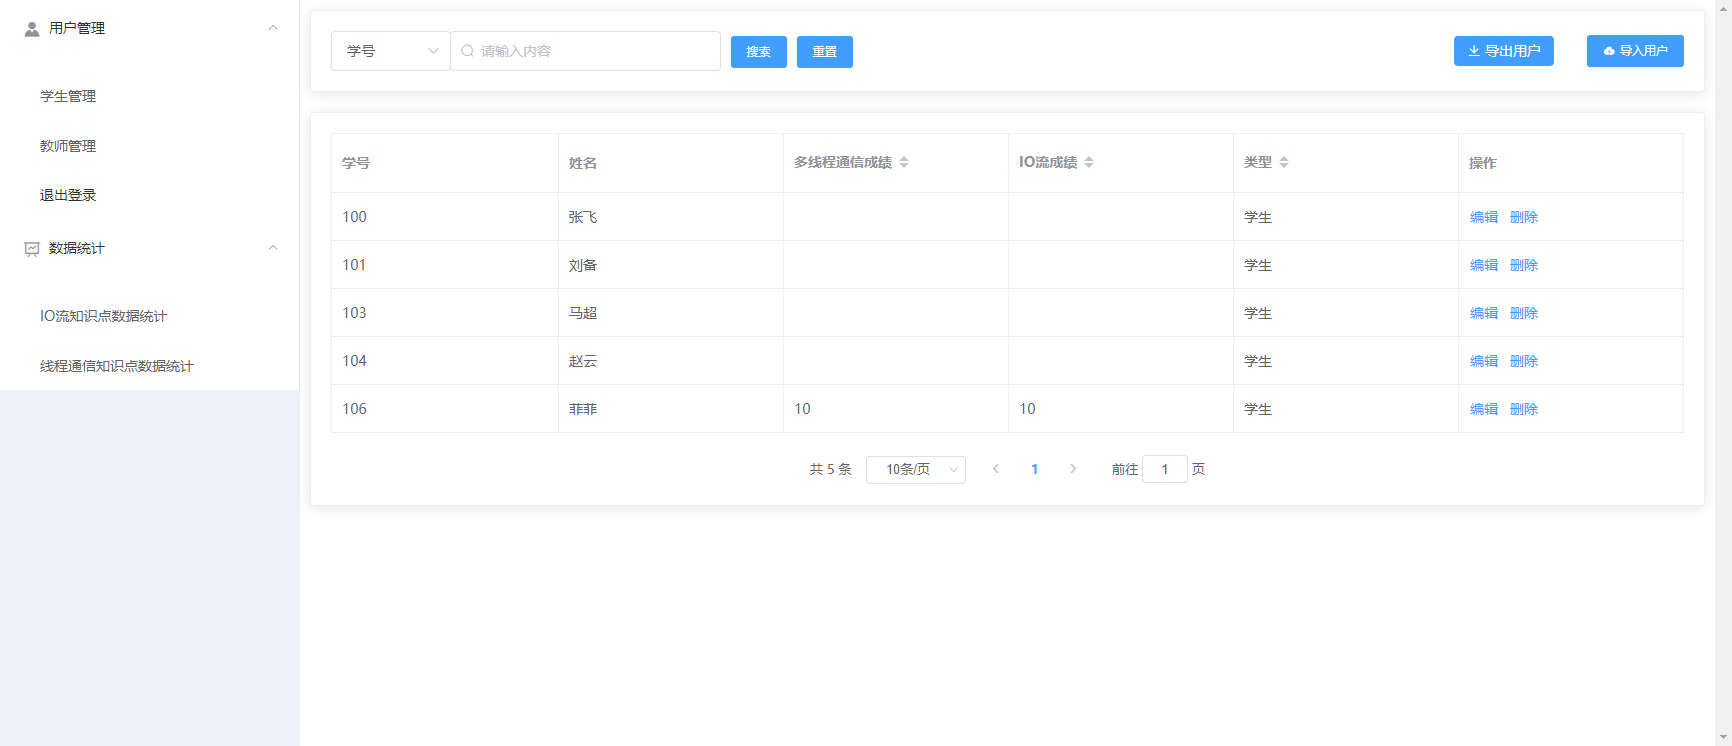 用户管理
学生管理
教师管理
退出登录
数据统计
IO流知识点数据统计
线程通信知识点数据统计
学号 请输入内容 搜索 重置 导出用户 导入用户
学号 姓名 多线程通信成绩 IO流成绩 类型 操作
100 张飞 学生 编辑 删除
101 刘备 学生 编辑 删除
103 马超 学生 编辑 删除
104 赵云 学生 编辑 删除
106 菲菲 10 10 学生 编辑 删除
共 5 条 10条/页 1 前往 1 页